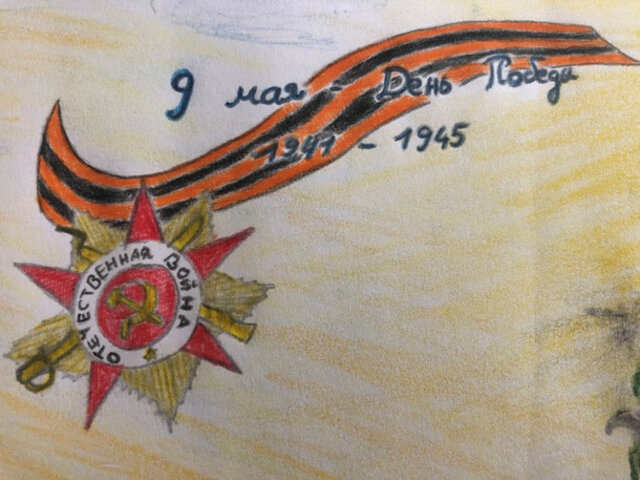 9 мая - День Победы
1941 - 1945
ОТЕЧЕСТВЕННАЯ ВОЙНА